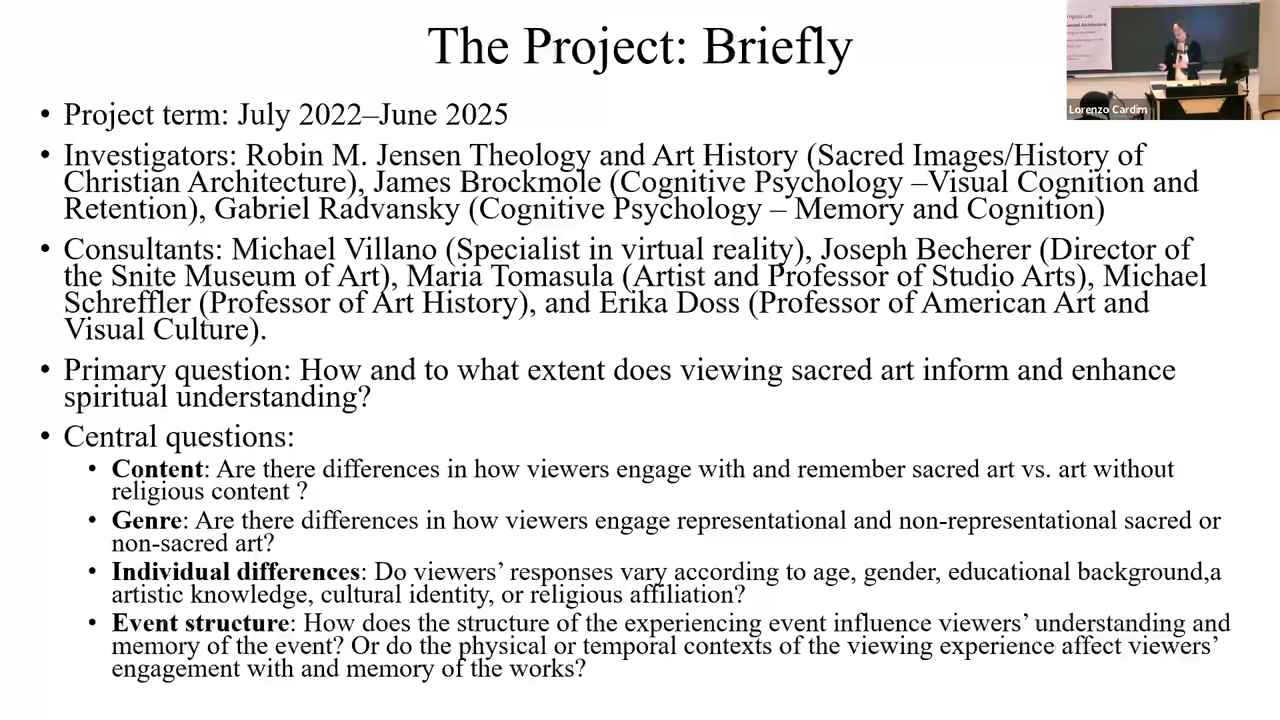 The Project: Briefly
• Project term: July 2022–June 2025
• Investigators: Robin M. Jensen Theology and Art History (Sacred Images/History of
Christian Architecture), James Brockmole (Cognitive Psychology –Visual Cognition and
Retention), Gabriel Radvansky (Cognitive Psychology – Memory and Cognition)
• Consultants: Michael Villano (Specialist in virtual reality), Joseph Becherer (Director of
the Snite Museum of Art), Maria Tomasula (Artist and Professor of Studio Arts), Michael
Schreffler (Professor of Art History), and Erika Doss (Professor of American Art and
Visual Culture).
• Primary question: How and to what extent does viewing sacred art inform and enhance
spiritual understanding?
• Central questions:
• Content: Are there differences in how viewers engage with and remember sacred art vs. art without
religious content ?
• Genre: Are there differences in how viewers engage representational and non-representational sacred or
non-sacred art?
• Individual differences: Do viewers’ responses vary according to age, gender, educational background,a
artistic knowledge, cultural identity, or religious affiliation?
• Event structure: How does the structure of the experiencing event influence viewers’ understanding and
memory of the event? Or do the physical or temporal contexts of the viewing experience affect viewers’
engagement with and memory of the works?
mposium
Sacred Architecture
Lorenzo Cardim